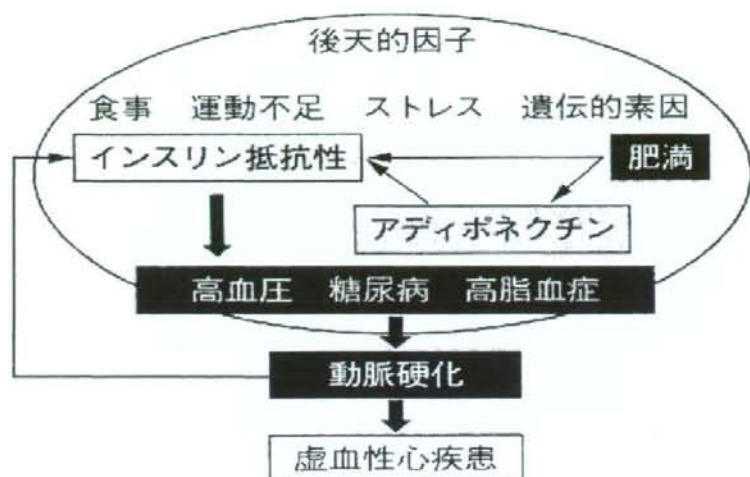 後天的因子
食事 運動不足 ストレス 遺伝的素因
インスリン抵抗性 肥満
アディポネクチン
高血圧 糖尿病 高脂血症
動脈硬化
虚血性心疾患